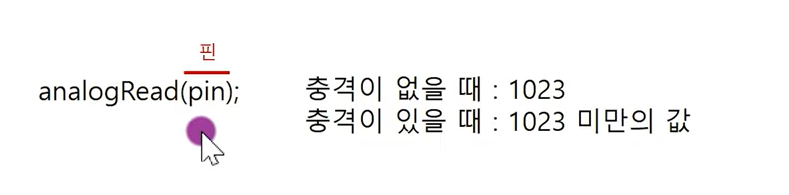 핀
analogRead(pin);
충격이 없을 때 : 1023
충격이 있을 때 : 1023 미만의 값